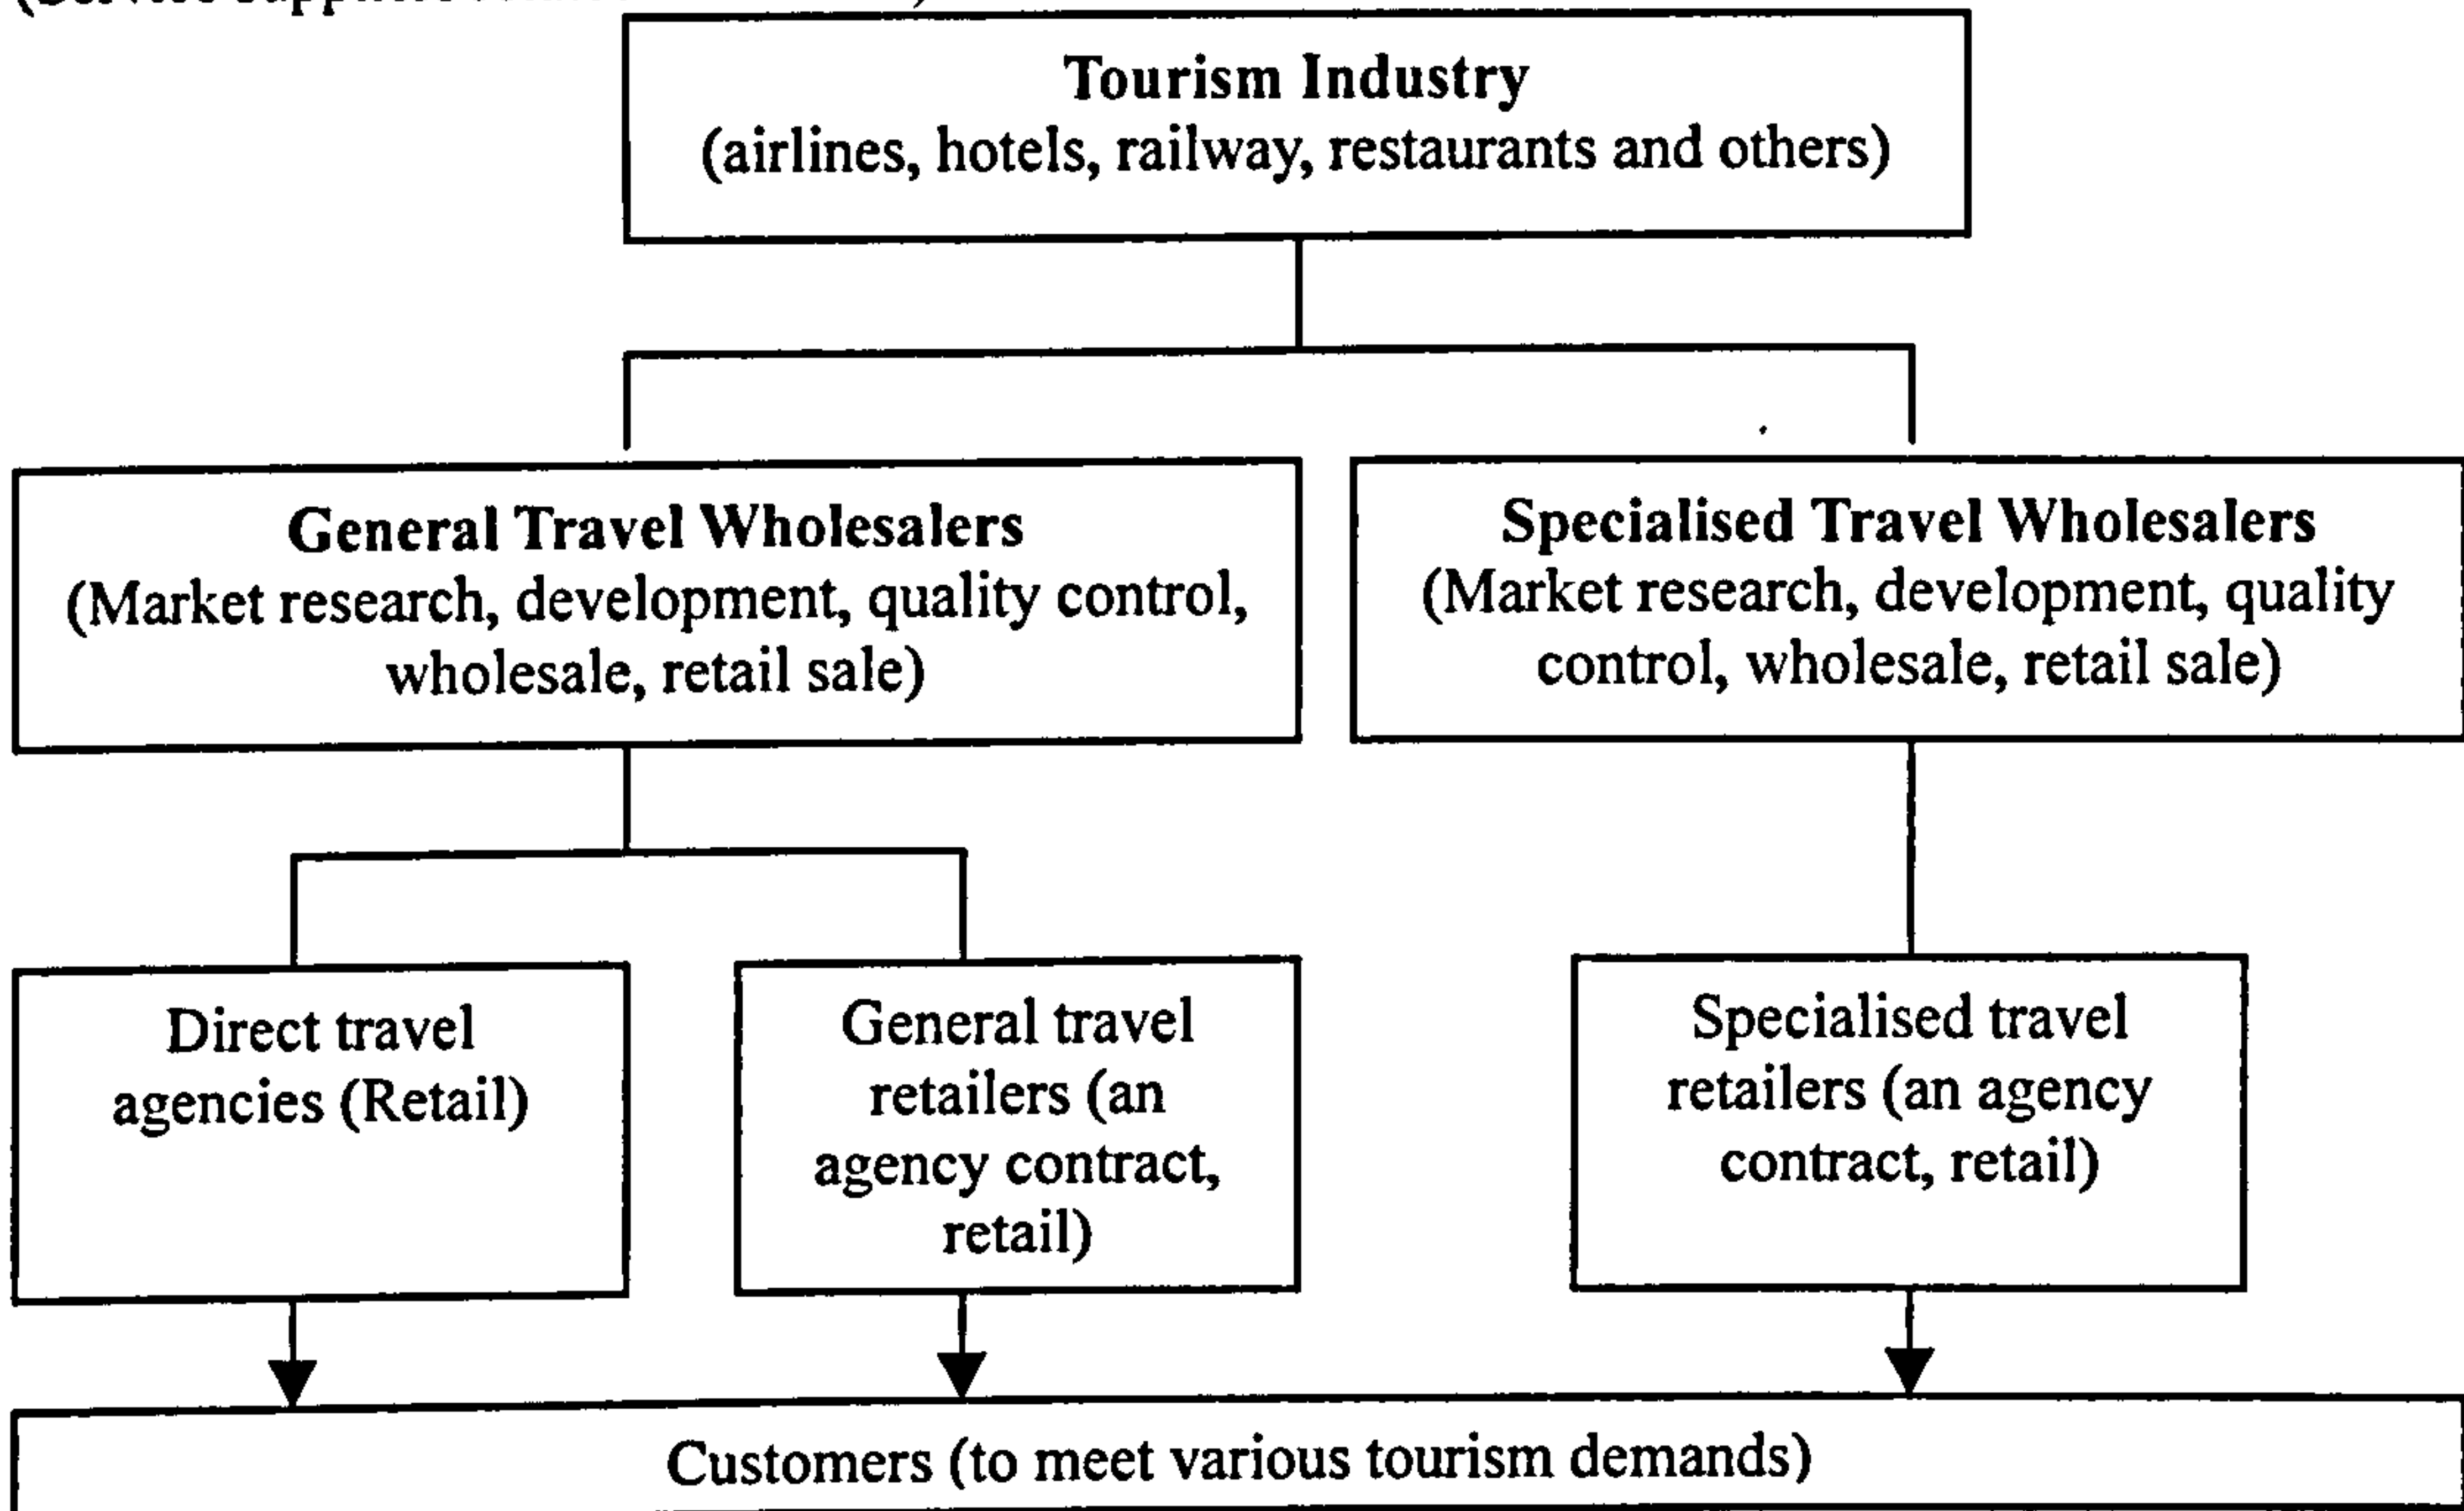 Tourism Industry
(airlines, hotels, railway, restaurants and others)
General Travel Wholesalers
(Market research, development, quality control,
wholesale, retail sale)
Specialised Travel Wholesalers
(Market research, development, quality
control, wholesale, retail sale)
Direct travel
agencies (Retail)
General travel
retailers (an
agency contract,
retail)
Specialised travel
retailers (an agency
contract, retail)
Customers (to meet various tourism demands)